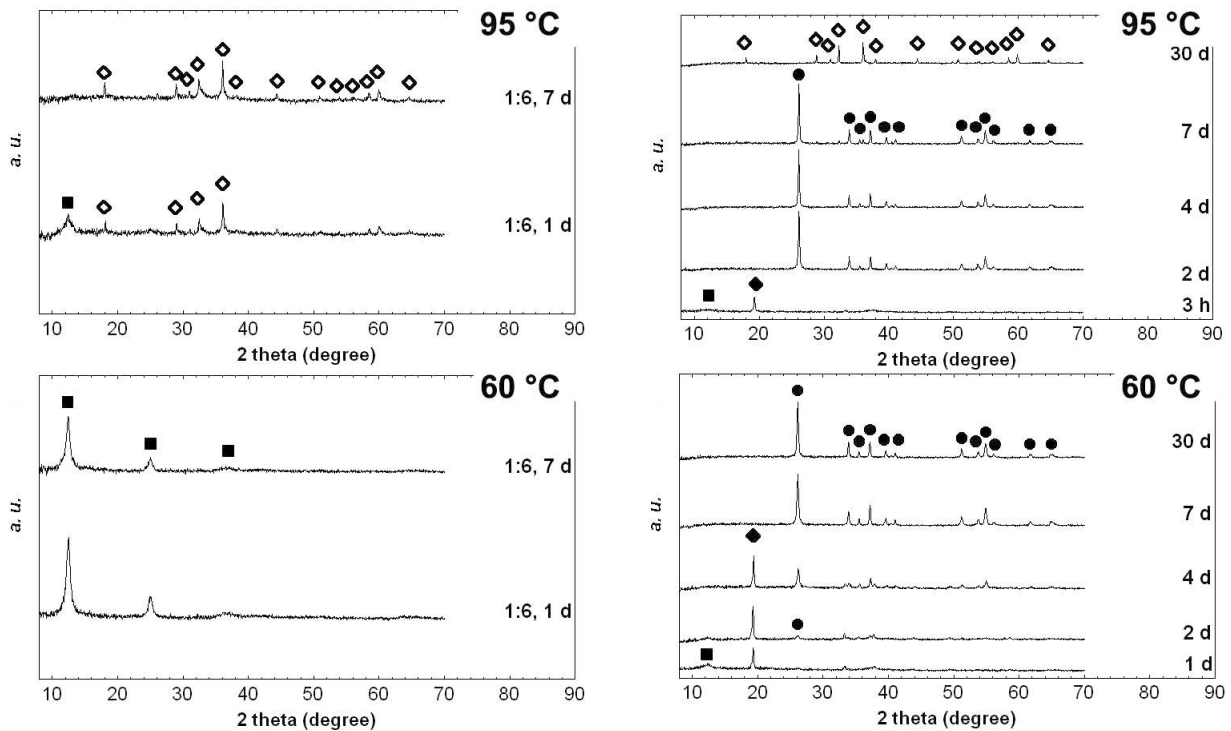 95 °C
a. u.
1:6, 7 d
1:6, 1 d
10 20 30 40 50 60 70 80 90
2 theta (degree)
95 °C
a. u.
30 d
7 d
4 d
2 d
3 h
10 20 30 40 50 60 70 80 90
2 theta (degree)
60 °C
a. u.
1:6, 7 d
1:6, 1 d
10 20 30 40 50 60 70 80 90
2 theta (degree)
60 °C
a. u.
30 d
7 d
4 d
2 d
1 d
10 20 30 40 50 60 70 80 90
2 theta (degree)